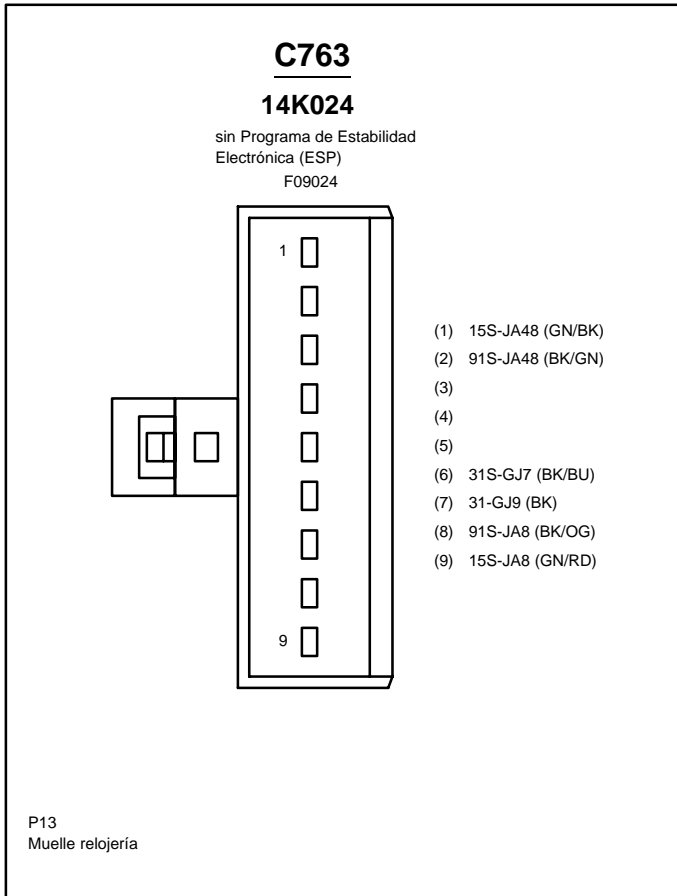 C763
14K024
sin Programa de Estabilidad
Electrónica (ESP)
F09024
1
9
(1) 15S-JA48 (GN/BK)
(2) 91S-JA48 (BK/GN)
(3)
(4)
(5)
(6) 31S-GJ7 (BK/BU)
(7) 31-GJ9 (BK)
(8) 91S-JA8 (BK/OG)
(9) 15S-JA8 (GN/RD)
P13
Muelle relojería